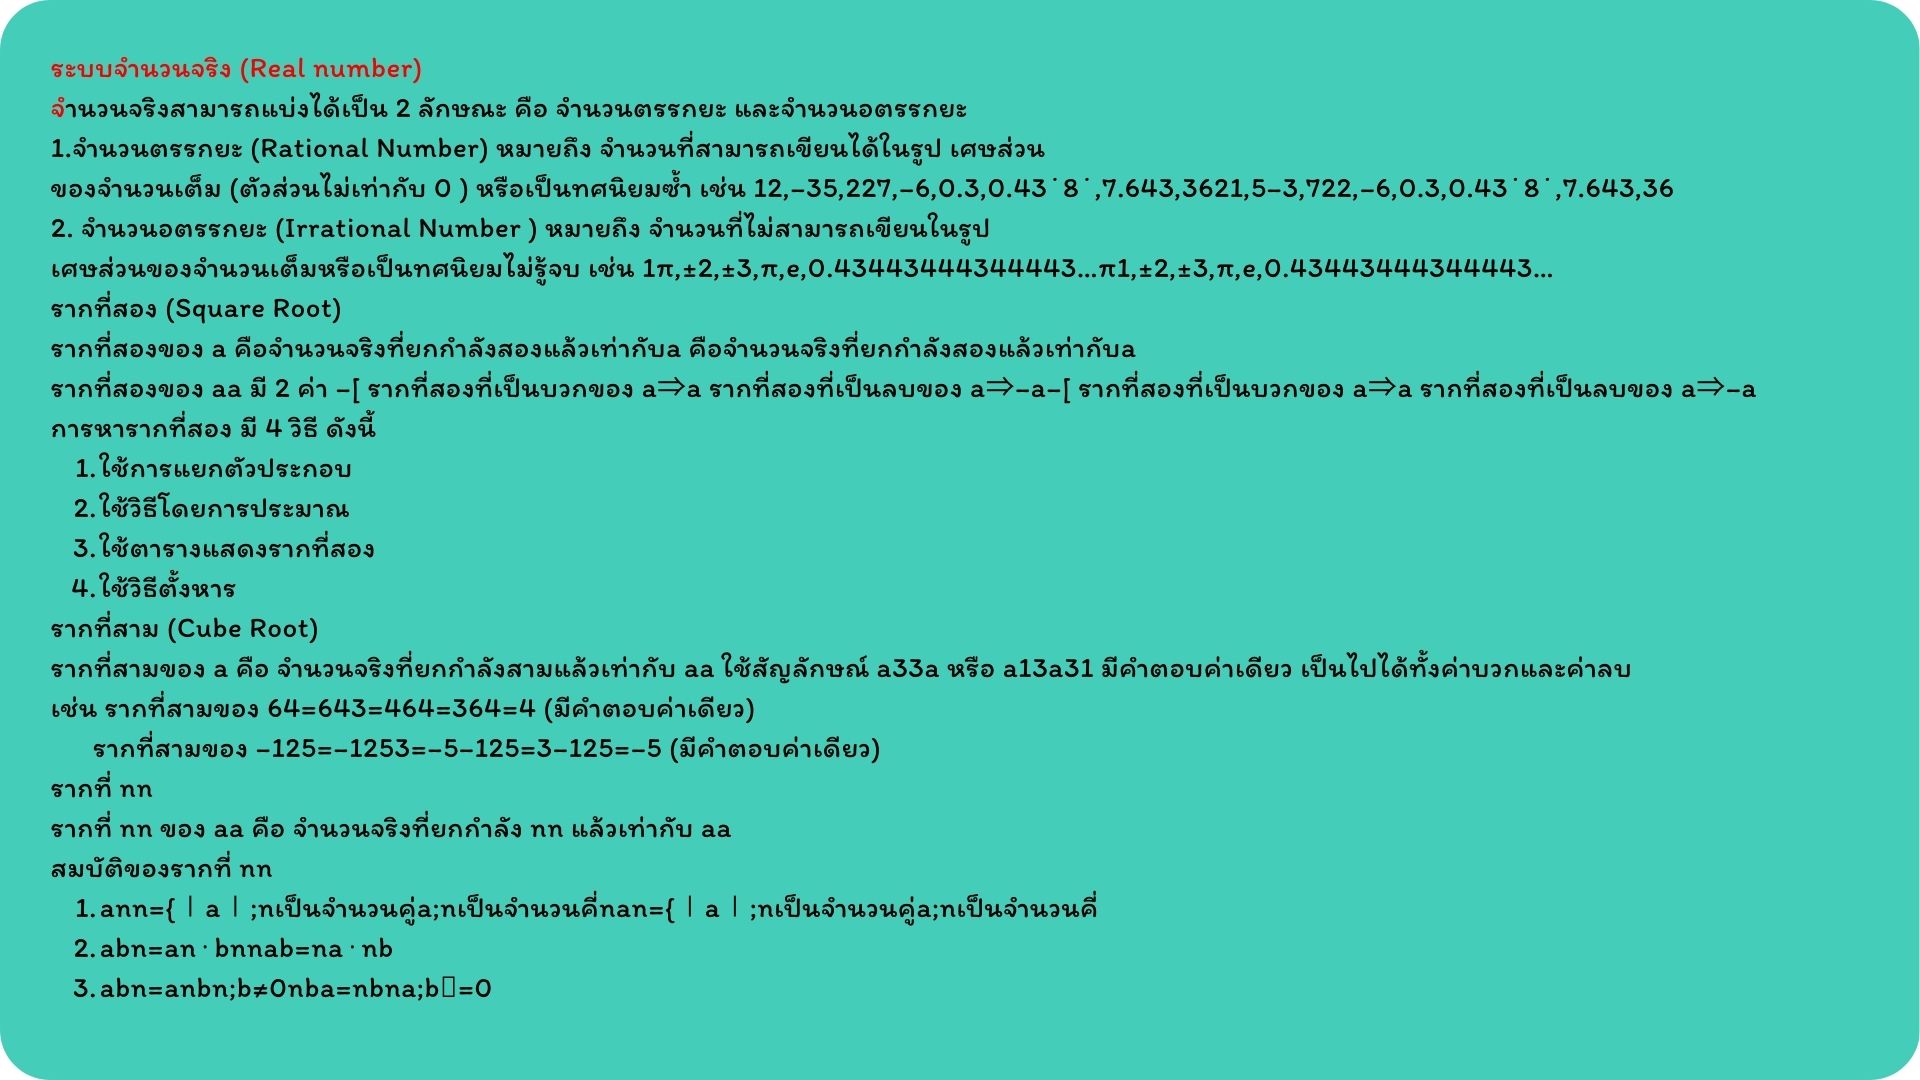 ระบบจำนวนจริง (Real number)
จำนวนจริงสามารถแบ่งได้เป็น 2 ลักษณะ คือ จำนวนตรรกยะ และจำนวนอตรรกยะ
1.จำนวนตรรกยะ (Rational Number) หมายถึง จำนวนที่สามารถเขียนได้ในรูป เศษส่วน
ของจำนวนเต็ม (ตัวส่วนไม่เท่ากับ 0 ) หรือเป็นทศนิยมซ้ำ เช่น 12,−35,227,−6,0.3,0.43˙8˙,7.643,3621,5−3,722,−6,0.3,0.43˙8˙,7.643,36
2. จำนวนอตรรกยะ (Irrational Number ) หมายถึง จำนวนที่ไม่สามารถเขียนในรูป
เศษส่วนของจำนวนเต็มหรือเป็นทศนิยมไม่รู้จบ เช่น 1π,±2,±3,π,e,0.43443444344443...π1,±2,±3,π,e,0.43443444344443...
รากที่สอง (Square Root)
รากที่สองของ a คือจำนวนจริงที่ยกกำลังสองแล้วเท่ากับa คือจำนวนจริงที่ยกกำลังสองแล้วเท่ากับa
รากที่สองของ aa มี 2 ค่า −[ รากที่สองที่เป็นบวกของ a⇒a รากที่สองที่เป็นลบของ a⇒−a−[ รากที่สองที่เป็นบวกของ a⇒a รากที่สองที่เป็นลบของ a⇒−a
การหารากที่สอง มี 4 วิธี ดังนี้
1. ใช้การแยกตัวประกอบ
2. ใช้วิธีโดยการประมาณ
3. ใช้ตารางแสดงรากที่สอง
4. ใช้วิธีตั้งหาร
รากที่สาม (Cube Root)
รากที่สามของ a คือ จำนวนจริงที่ยกกำลังสามแล้วเท่ากับ aa ใช้สัญลักษณ์ a33a หรือ a13a31 มีคำตอบค่าเดียว เป็นไปได้ทั้งค่าบวกและค่าลบ
เช่น รากที่สามของ 64=643=464=364=4 (มีคำตอบค่าเดียว)
รากที่สามของ −125=−1253=−5−125=3−125=−5 (มีคำตอบค่าเดียว)
รากที่ nn
รากที่ nn ของ aa คือ จำนวนจริงที่ยกกำลัง nn แล้วเท่ากับ aa
สมบัติของรากที่ nn
1. ann={∣a∣;nเป็นจำนวนคู่a;nเป็นจำนวนคี่nan={∣a∣;nเป็นจำนวนคู่a;nเป็นจำนวนคี่
2. abn=an⋅bnnab=na⋅nb
3. abn=anbn;b≠0nba=nbna;b=0